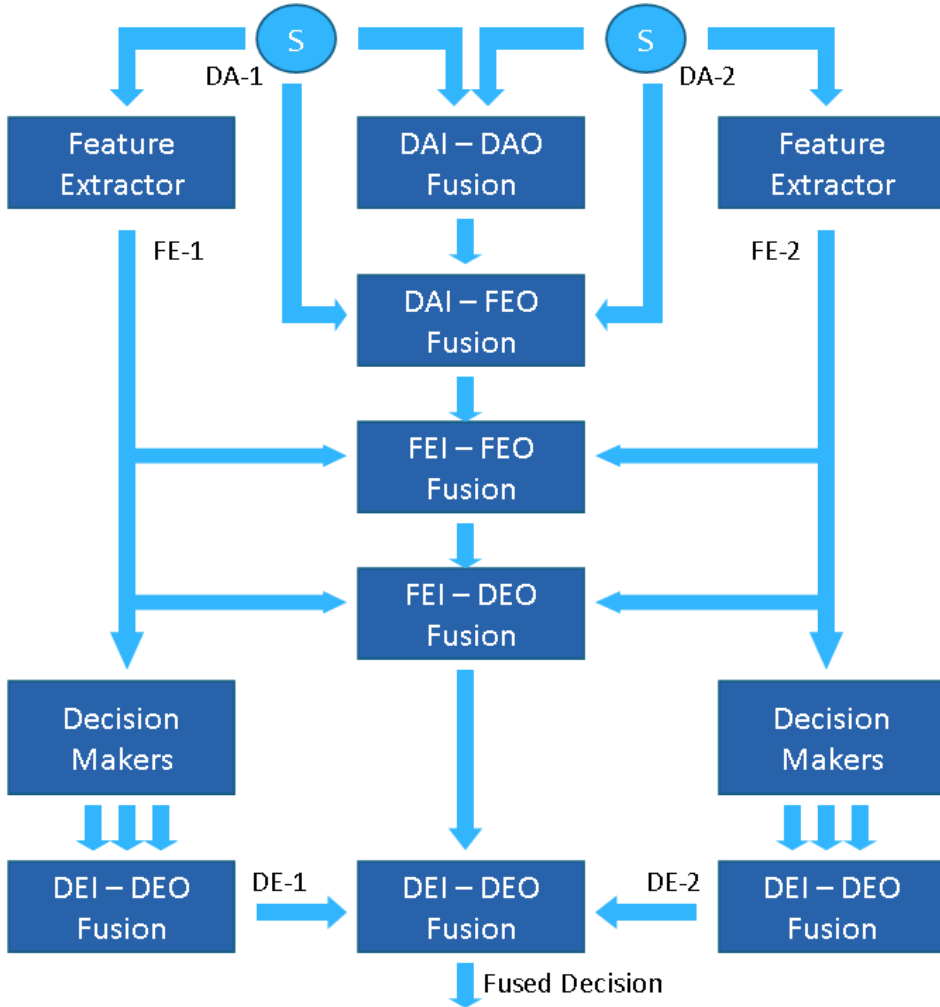 S
S
DA-1
DA-2
Feature
Extractor
DAI – DAO
Fusion
Feature
Extractor
FE-1
FE-2
DAI – FEO
Fusion
FEI – FEO
Fusion
FEI – DEO
Fusion
Decision
Makers
Decision
Makers
DEI – DEO
Fusion
DE-1
DEI – DEO
Fusion
DE-2
DEI – DEO
Fusion
Fused Decision